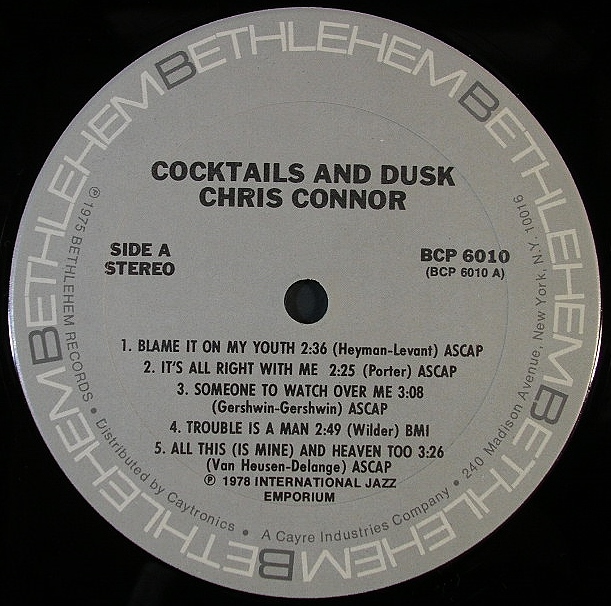 BETHLEHEM BETHLEHEM BETHLEHEM BETHLEHEM BETHLEHEM BETHLEHEM
COCKTAILS AND DUSK
CHRIS CONNOR
SIDE A
STEREO
BCP 6010
(BCP 6010 A)
1. BLAME IT ON MY YOUTH 2:36 (Heyman-Levant) ASCAP
2. IT'S ALL RIGHT WITH ME 2:25 (Porter) ASCAP
3. SOMEONE TO WATCH OVER ME 3:08
(Gershwin-Gershwin) ASCAP
4. TROUBLE IS A MAN 2:49 (Wilder) BMI
5. ALL THIS (IS MINE) AND HEAVEN TOO 3:26
(Van Heusen-Delange) ASCAP
℗ 1978 INTERNATIONAL JAZZ
EMPORIUM
℗ 1975 BETHLEHEM RECORDS • Distributed by Caytronics • A Cayre Industries Company • 240 Madison Avenue, New York, N.Y. 10016